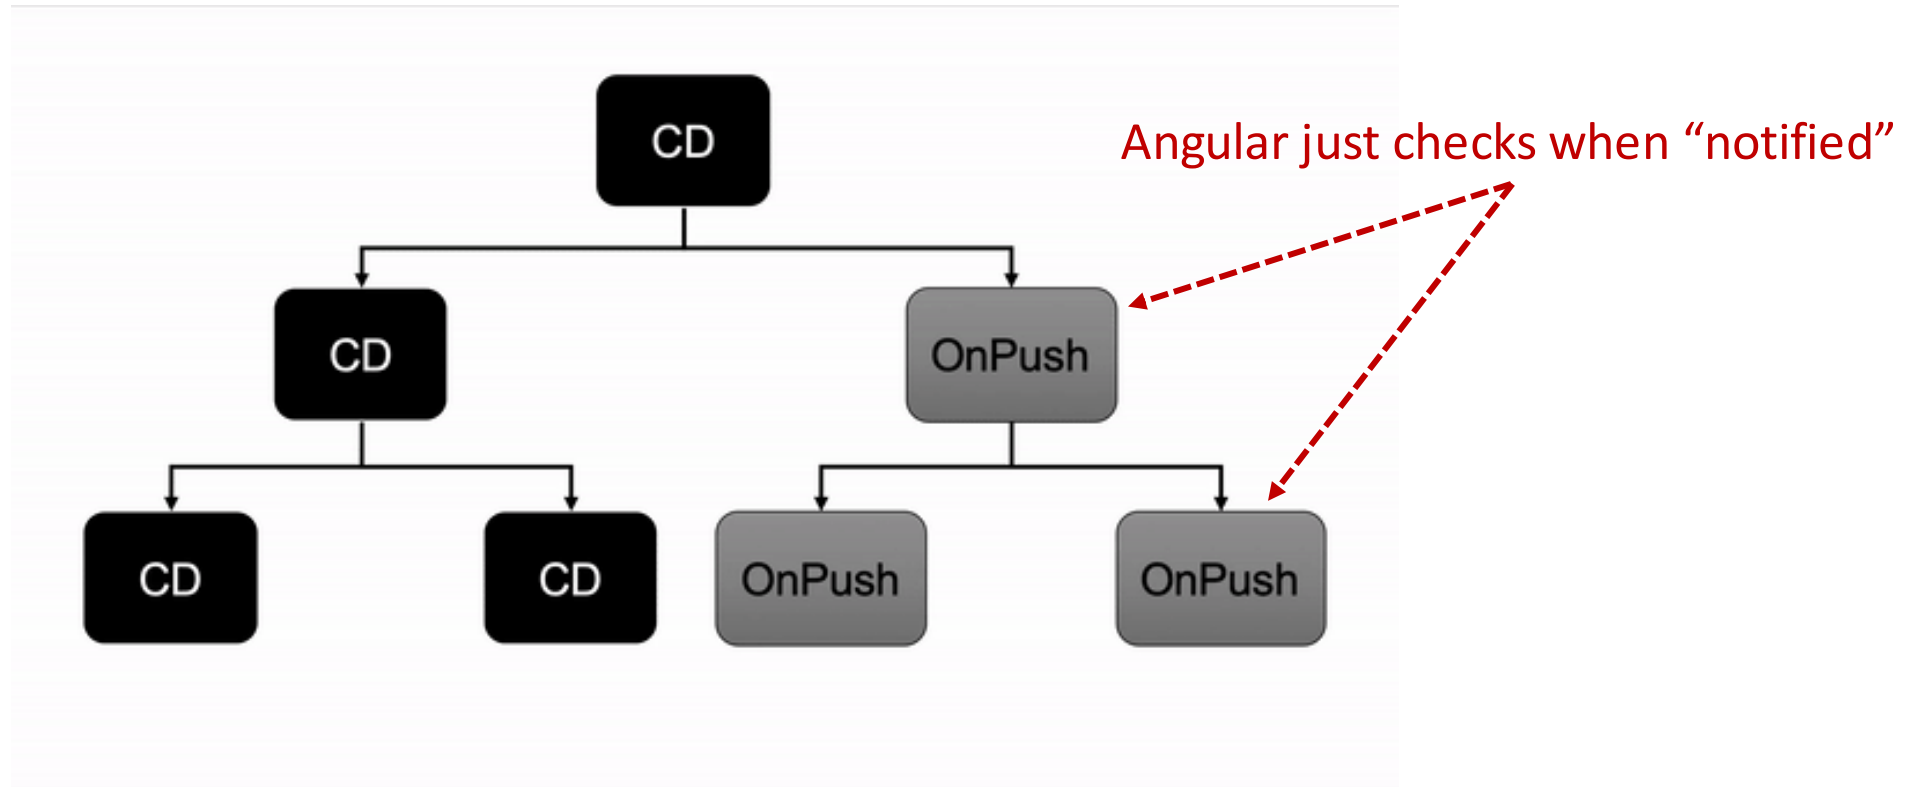 CD
Angular just checks when “notified”
CD
OnPush
CD
CD
OnPush
OnPush